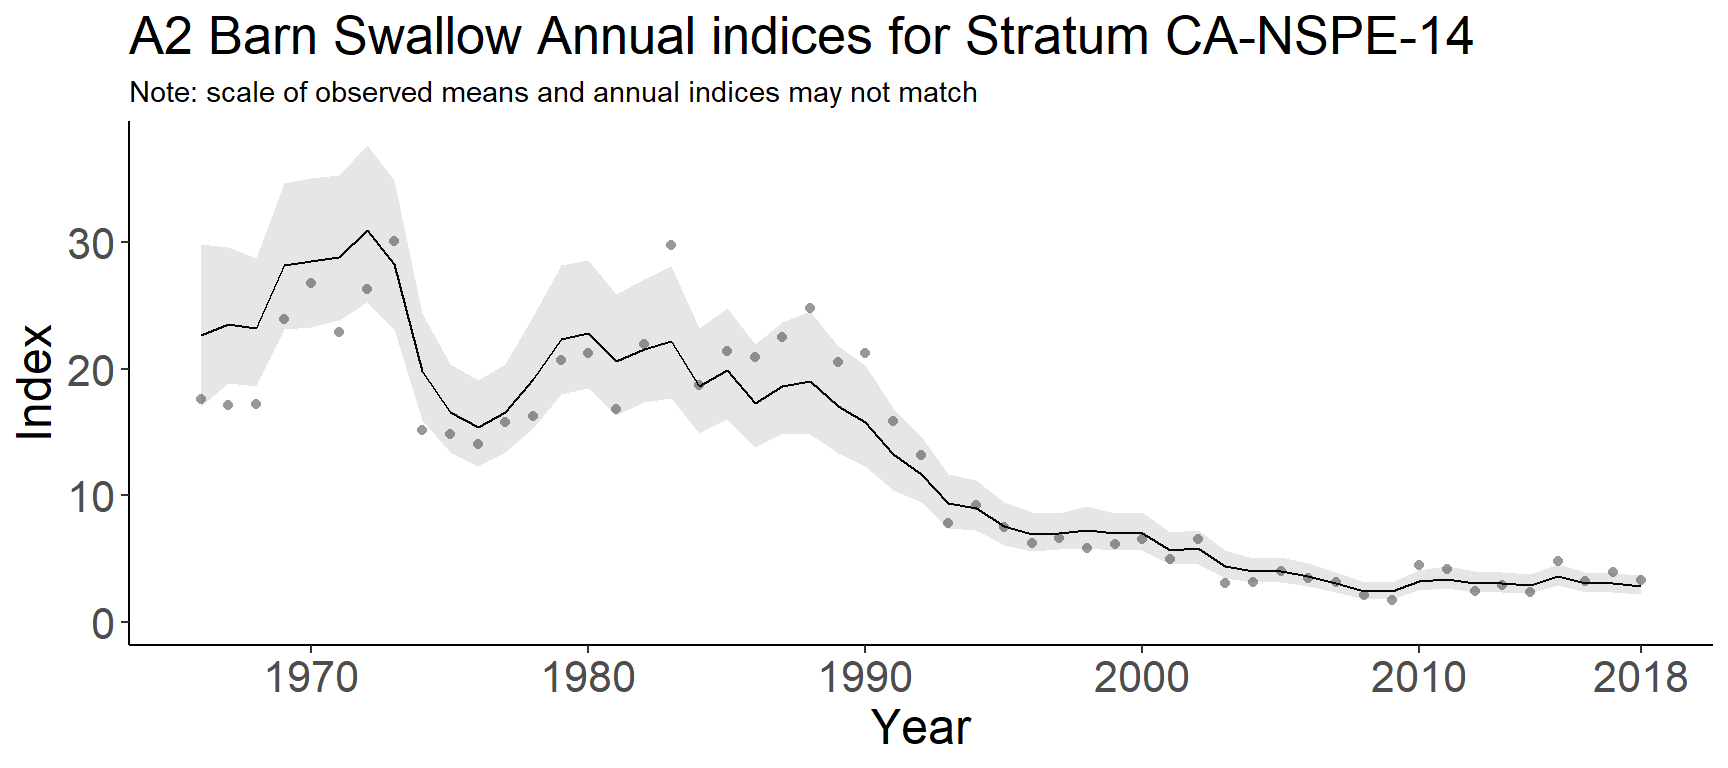 A2 Barn Swallow Annual indices for Stratum CA-NSPE-14
Note: scale of observed means and annual indices may not match
30
20
10
0
Index
1970 1980 1990 2000 2010 2018
Year